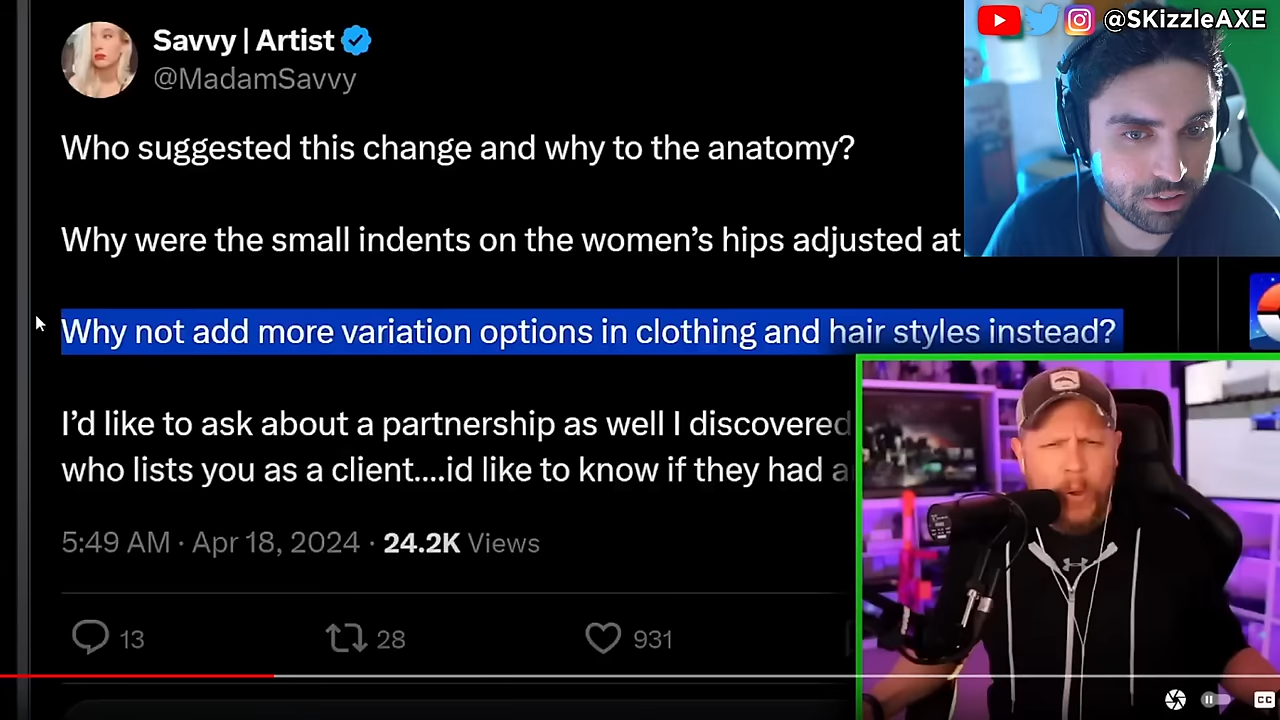 @SKizzleAXE
Savvy | Artist
@MadamSavvy
Who suggested this change and why to the anatomy?
Why were the small indents on the women’s hips adjusted at
Why not add more variation options in clothing and hair styles instead?
I’d like to ask about a partnership as well I discovered
who lists you as a client....id like to know if they had
5:49 AM · Apr 18, 2024 · 24.2K Views
13
28
931
CC